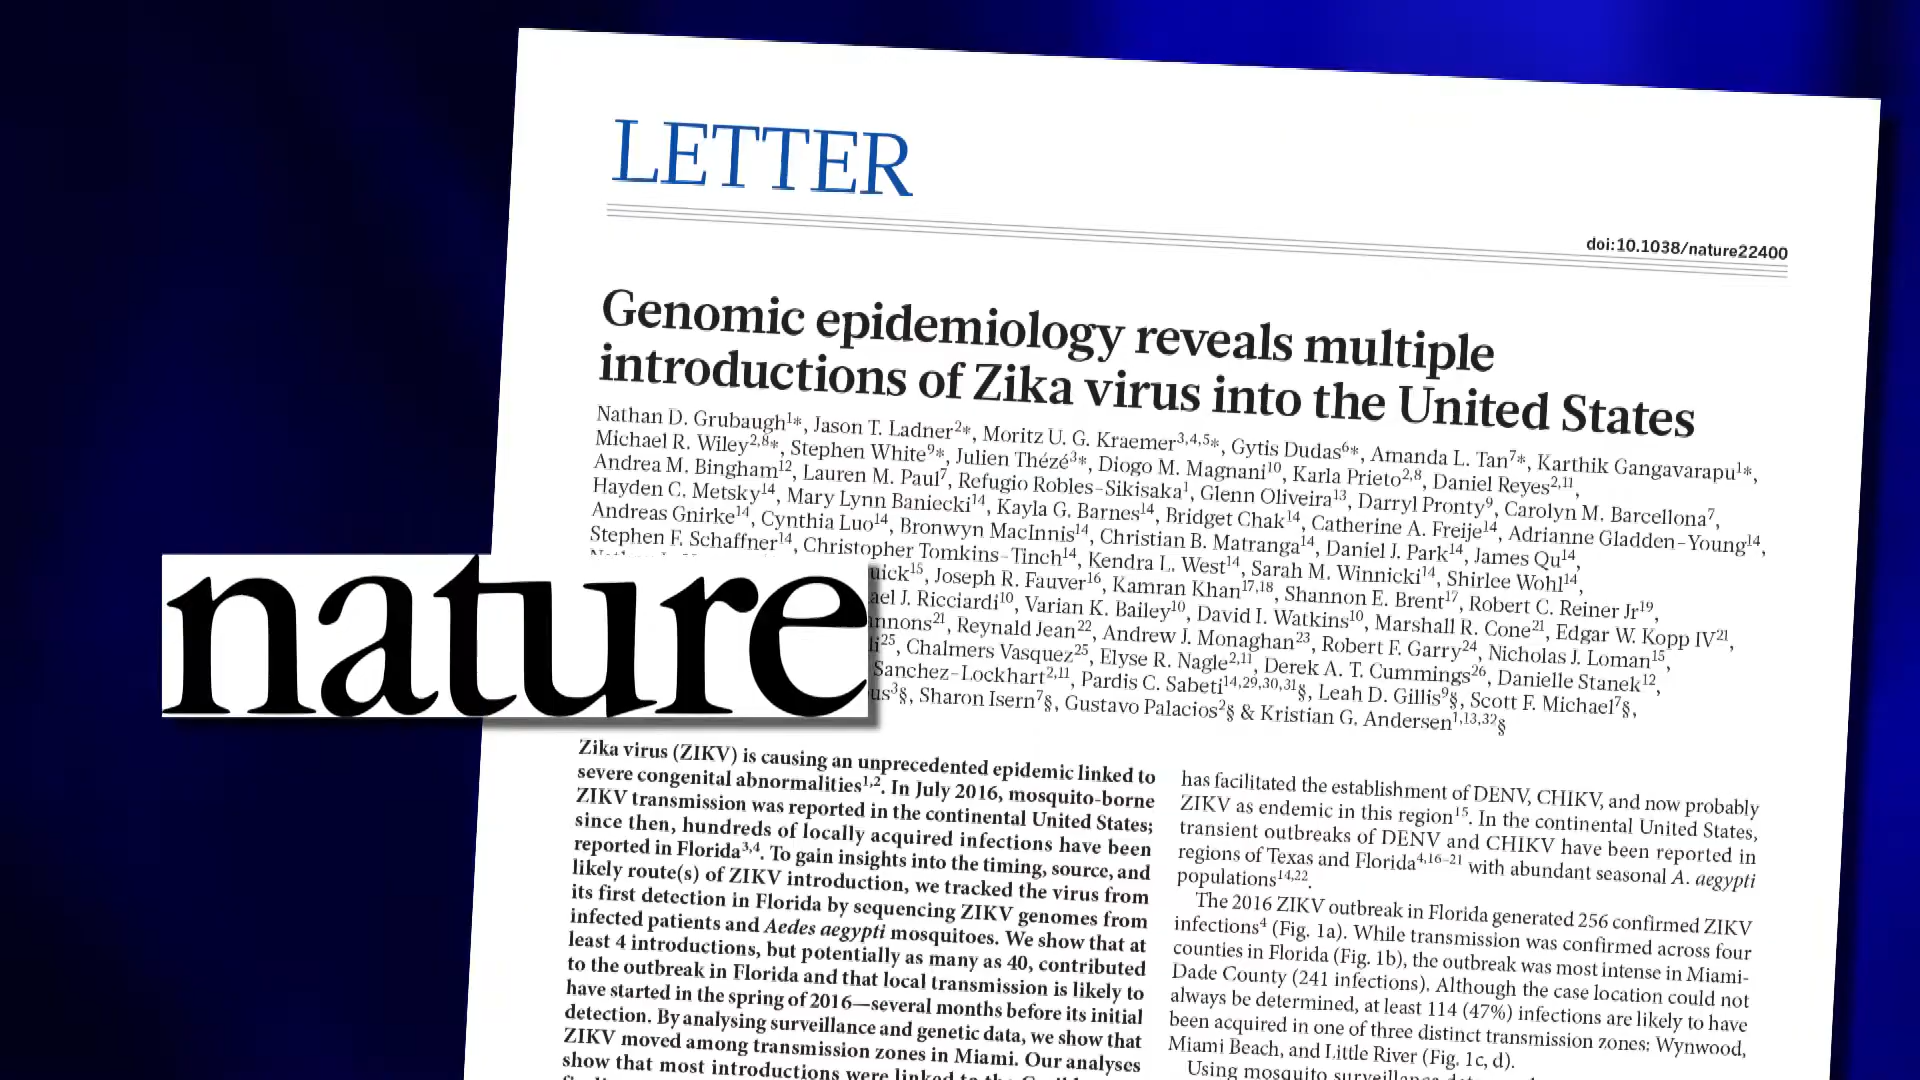 LETTER
doi:10.1038/nature22400
Genomic epidemiology reveals multiple
introductions of Zika virus into the United States
Nathan D. Grubaugh1*, Jason T. Ladner2*, Moritz U. G. Kraemer3,4,5*, Gytis Dudas6*, Amanda L. Tan7*, Karthik Gangavarapu1*,
Michael R. Wiley2,8*, Stephen White9*, Julien Thézé3*, Diogo M. Magnani10, Karla Prieto2,8, Daniel Reyes2,11,
Andrea M. Bingham12, Lauren M. Paul7, Refugio Robles-Sikisaka1, Glenn Oliveira13, Darryl Pronty9, Carolyn M. Barcellona7,
Hayden C. Metsky14, Mary Lynn Baniecki14, Kayla G. Barnes14, Bridget Chak14, Catherine A. Freije14, Adrianne Gladden-Young14,
Andreas Gnirke14, Cynthia Luo14, Bronwyn MacInnis14, Christian B. Matranga14, Daniel J. Park14, James Qu14,
Stephen F. Schaffner14, Christopher Tomkins-Tinch14, Kendra L. West14, Sarah M. Winnicki14, Shirlee Wohl14,
uick15, Joseph R. Fauver16, Kamran Khan17,18, Shannon E. Brent17, Robert C. Reiner Jr19,
ael J. Ricciardi10, Varian K. Bailey10, David I. Watkins10, Marshall R. Cone21, Edgar W. Kopp IV21,
nnons21, Reynald Jean22, Andrew J. Monaghan23, Robert F. Garry24, Nicholas J. Loman15,
li25, Chalmers Vasquez25, Elyse R. Nagle2,11, Derek A. T. Cummings26, Danielle Stanek12,
Sanchez-Lockhart2,11, Pardis C. Sabeti14,29,30,31§, Leah D. Gillis9§, Scott F. Michael7§,
us3§, Sharon Isern7§, Gustavo Palacios2§ & Kristian G. Andersen1,13,32§
nature
Zika virus (ZIKV) is causing an unprecedented epidemic linked to
severe congenital abnormalities1,2. In July 2016, mosquito-borne
ZIKV transmission was reported in the continental United States;
since then, hundreds of locally acquired infections have been
reported in Florida3,4. To gain insights into the timing, source, and
likely route(s) of ZIKV introduction, we tracked the virus from
its first detection in Florida by sequencing ZIKV genomes from
infected patients and Aedes aegypti mosquitoes. We show that at
least 4 introductions, but potentially as many as 40, contributed
to the outbreak in Florida and that local transmission is likely to
have started in the spring of 2016—several months before its initial
detection. By analysing surveillance and genetic data, we show that
ZIKV moved among transmission zones in Miami. Our analyses
show that most introductions were linked to the
has facilitated the establishment of DENV, CHIKV, and now probably
ZIKV as endemic in this region15. In the continental United States,
transient outbreaks of DENV and CHIKV have been reported in
regions of Texas and Florida4,16–21 with abundant seasonal A. aegypti
populations14,22.
The 2016 ZIKV outbreak in Florida generated 256 confirmed ZIKV
infections4 (Fig. 1a). While transmission was confirmed across four
counties in Florida (Fig. 1b), the outbreak was most intense in Miami-
Dade County (241 infections). Although the case location could not
always be determined, at least 114 (47%) infections are likely to have
been acquired in one of three distinct transmission zones: Wynwood,
Miami Beach, and Little River (Fig. 1c, d).
Using mosquito surveillance